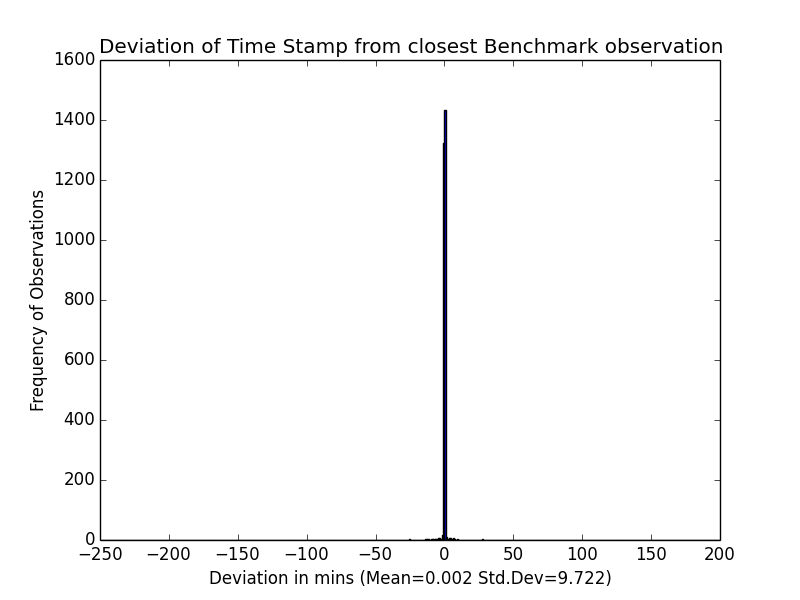 Deviation of Time Stamp from closest Benchmark observation
1600
1400
1200
1000
800
600
400
200
0
Frequency of Observations
−250 −200 −150 −100 −50 0 50 100 150 200
Deviation in mins (Mean=0.002 Std.Dev=9.722)